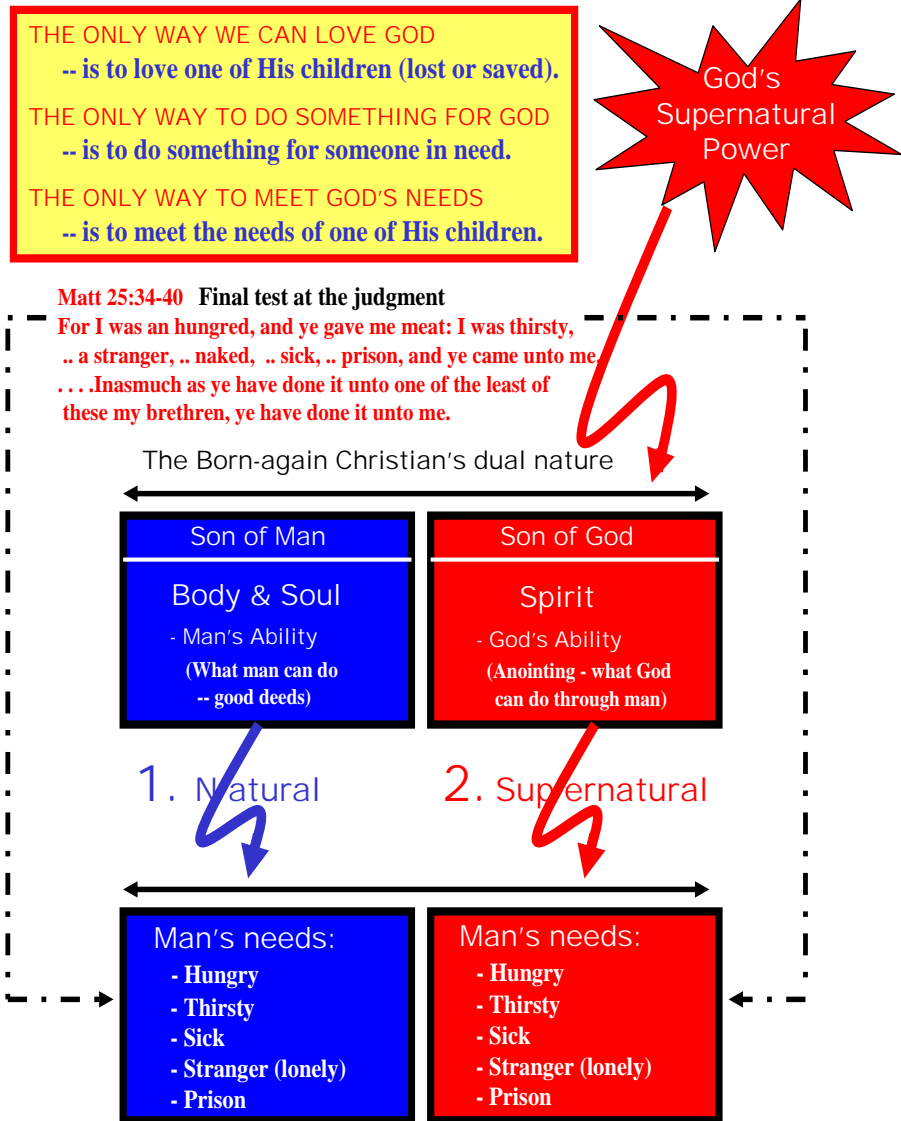 THE ONLY WAY WE CAN LOVE GOD
-- is to love one of His children (lost or saved).
THE ONLY WAY TO DO SOMETHING FOR GOD
-- is to do something for someone in need.
THE ONLY WAY TO MEET GOD'S NEEDS
-- is to meet the needs of one of His children.
God's
Supernatural
Power
Matt 25:34-40 Final test at the judgment
For I was an hungred, and ye gave me meat: I was thirsty,
.. a stranger, .. naked, .. sick, .. prison, and ye came unto me.
. . . .Inasmuch as ye have done it unto one of the least of
these my brethren, ye have done it unto me.
The Born-again Christian's dual nature
Son of Man
Body & Soul
- Man's Ability
(What man can do
-- good deeds)
Son of God
Spirit
- God's Ability
(Anointing - what God
can do through man)
1. Natural
2. Supernatural
Man's needs:
- Hungry
- Thirsty
- Sick
- Stranger (lonely)
- Prison
Man's needs:
- Hungry
- Thirsty
- Sick
- Stranger (lonely)
- Prison